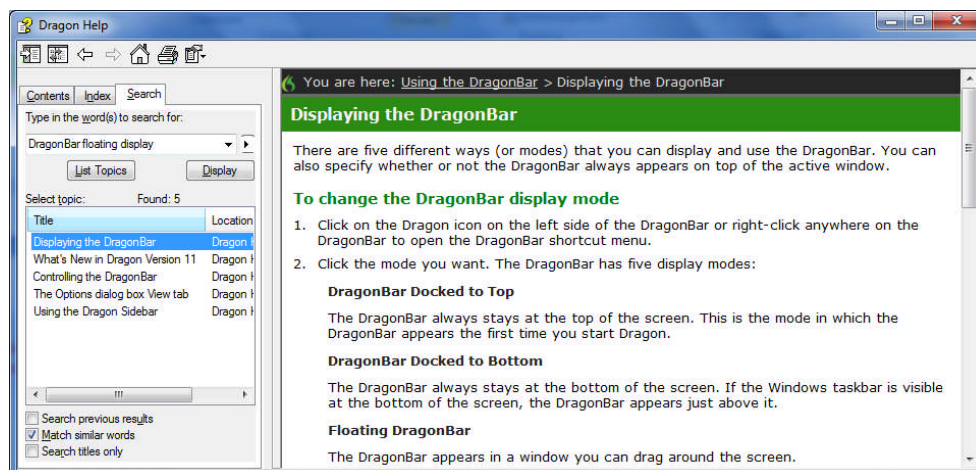 Dragon Help
Contents Index Search
Type in the word(s) to search for:
DragonBar floating display
List Topics Display
Select topic: Found: 5
Title Location
Displaying the DragonBar Dragon H
What's New in Dragon Version 11 Dragon H
Controlling the DragonBar Dragon H
The Options dialog box View tab Dragon H
Using the Dragon Sidebar Dragon H
Search previous results
Match similar words
Search titles only
You are here: Using the DragonBar > Displaying the DragonBar
Displaying the DragonBar
There are five different ways (or modes) that you can display and use the DragonBar. You can
also specify whether or not the DragonBar always appears on top of the active window.
To change the DragonBar display mode
1. Click on the Dragon icon on the left side of the DragonBar or right-click anywhere on the
DragonBar to open the DragonBar shortcut menu.
2. Click the mode you want. The DragonBar has five display modes:
DragonBar Docked to Top
The DragonBar always stays at the top of the screen. This is the mode in which the
DragonBar appears the first time you start Dragon.
DragonBar Docked to Bottom
The DragonBar always stays at the bottom of the screen. If the Windows taskbar is visible
at the bottom of the screen, the DragonBar appears just above it.
Floating DragonBar
The DragonBar appears in a window you can drag around the screen.